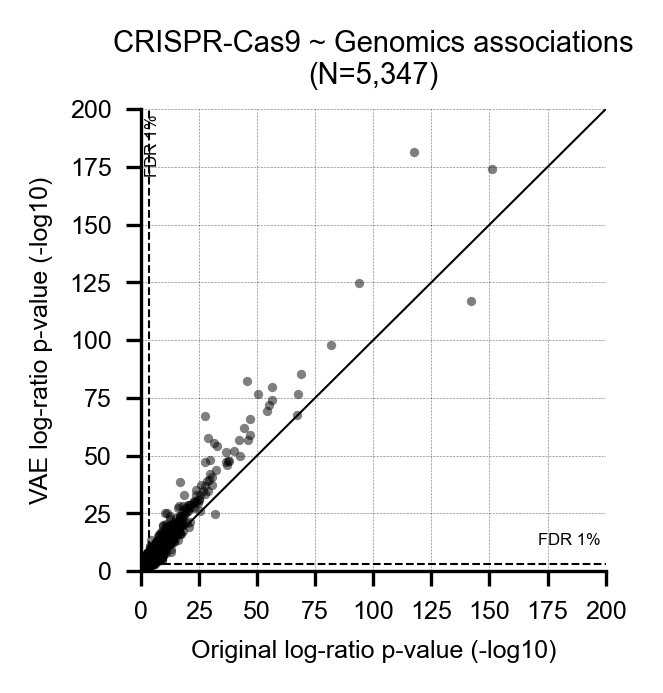 CRISPR-Cas9 ~ Genomics associations
(N=5,347)
200
175
150
125
100
75
50
25
0
VAE log-ratio p-value (-log10)
FDR 1%
FDR 1%
0 25 50 75 100 125 150 175 200
Original log-ratio p-value (-log10)